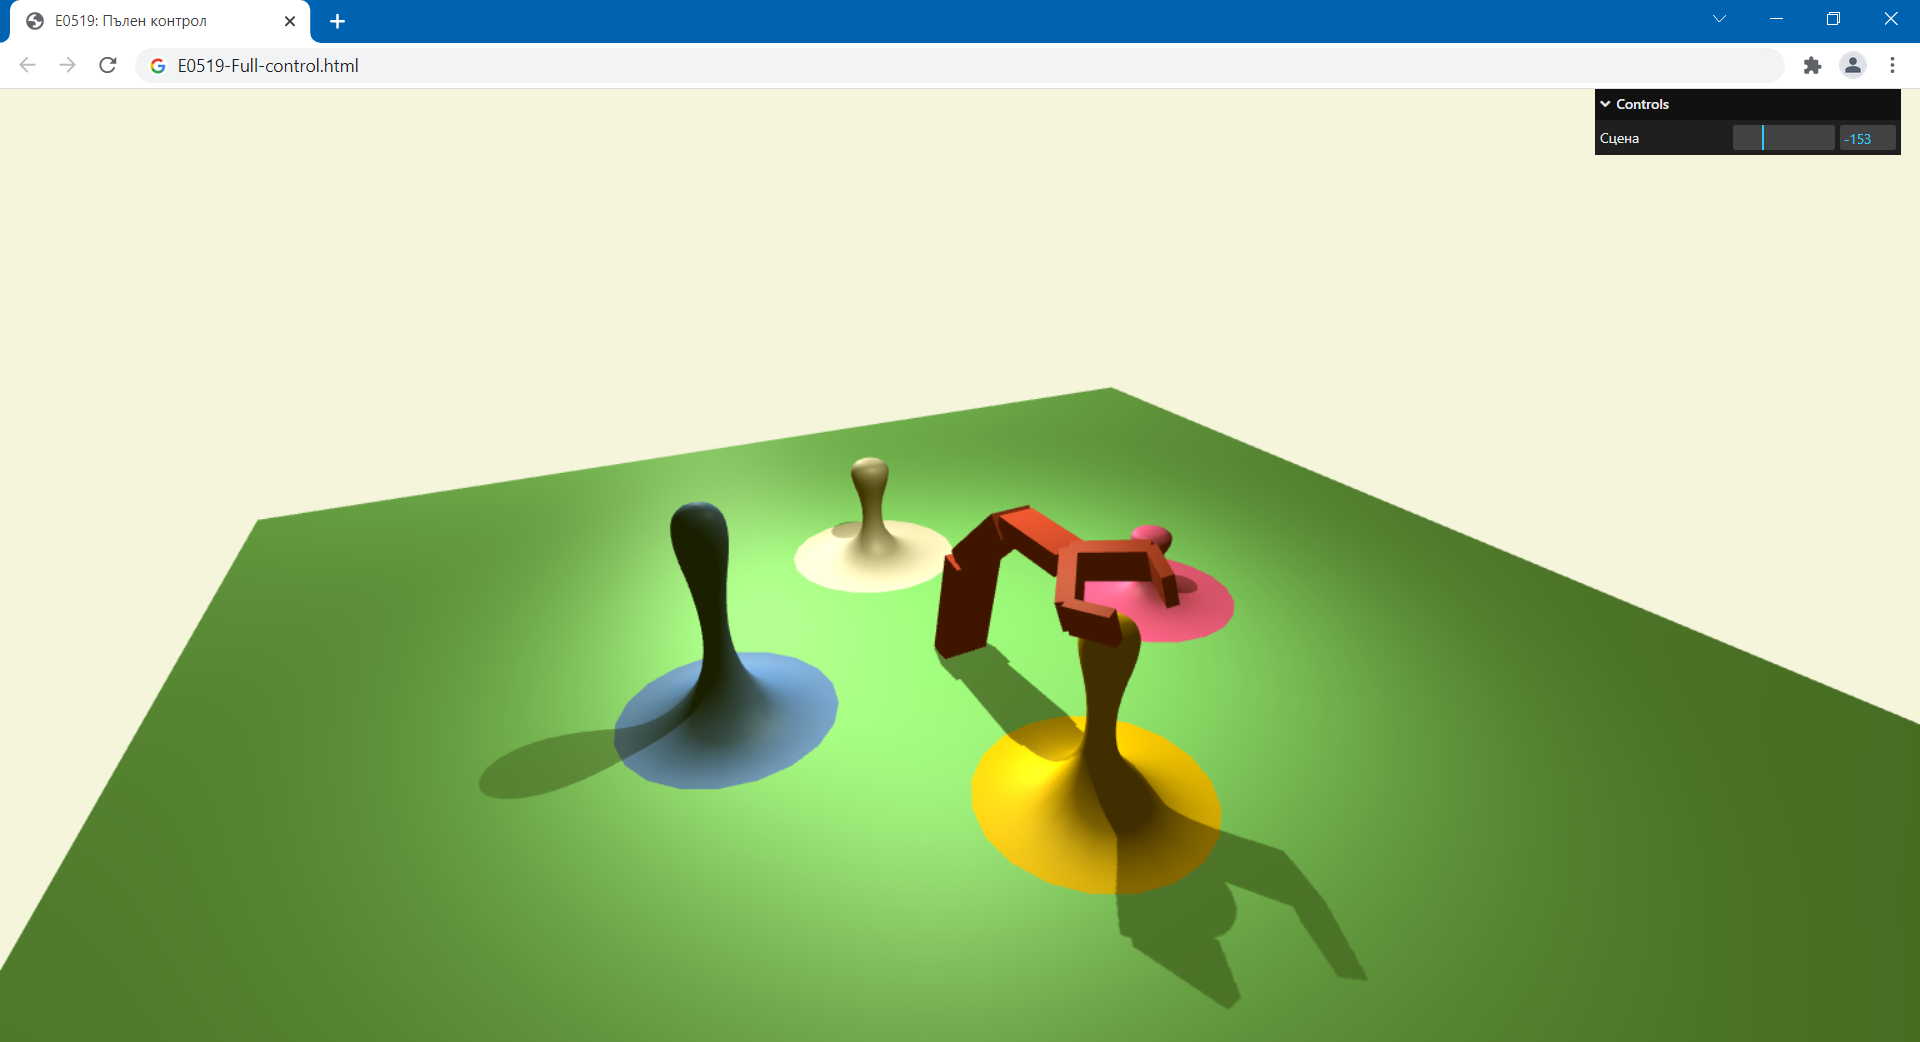 E0519: Пълен контрол
E0519-Full-control.html
Controls
Сцена -153